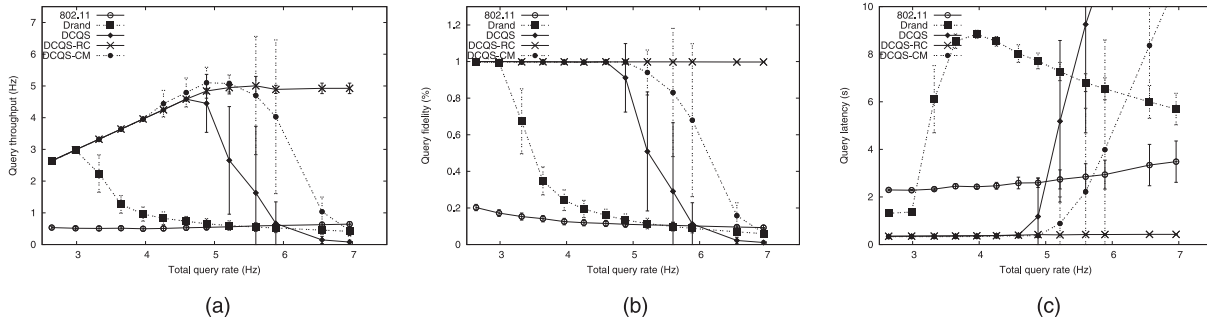 802.11
Drand
DCQS
DCQS-RC
DCQS-CM
Query throughput (Hz)
7
6
5
4
3
2
1
0
3
4
5
6
7
Total query rate (Hz)
(a)
802.11
Drand
DCQS
DCQS-RC
DCQS-CM
Query fidelity (%)
1,2
1
0,8
0,6
0,4
0,2
0
3
4
5
6
7
Total query rate (Hz)
(b)
802.11
Drand
DCQS
DCQS-RC
DCQS-CM
Query latency (s)
10
8
6
4
2
0
3
4
5
6
7
Total query rate (Hz)
(c)